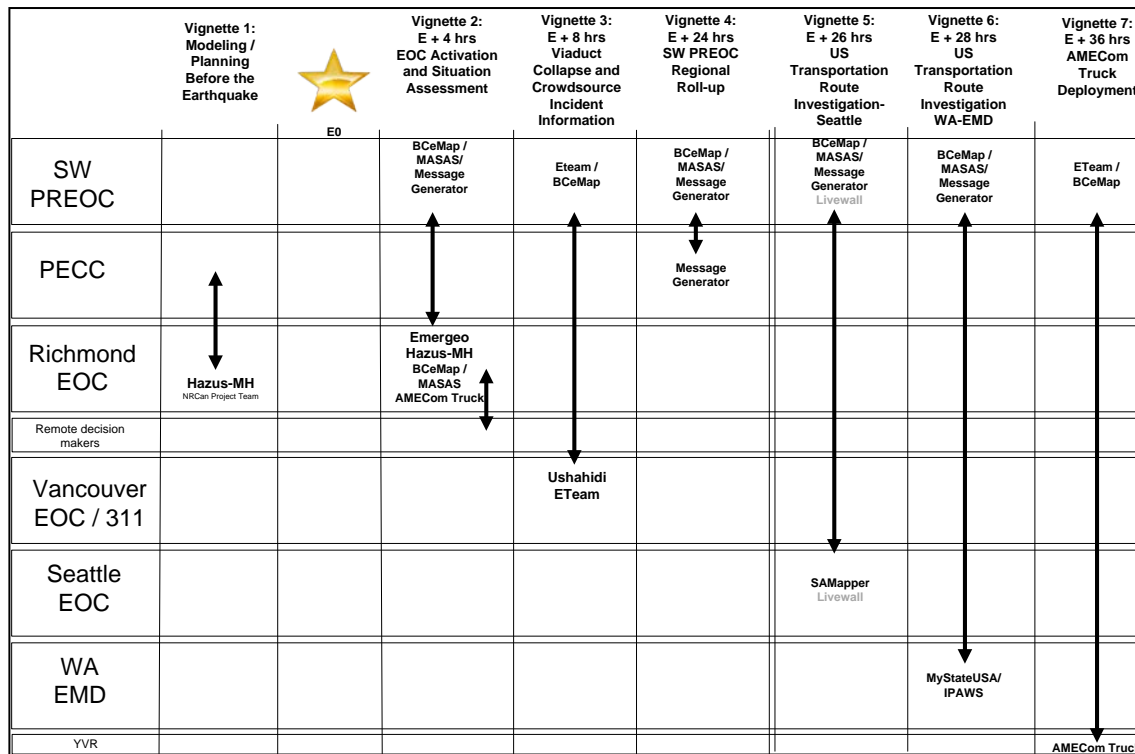 Vignette 1:
Modeling /
Planning
Before the
Earthquake
E0
Vignette 2:
E + 4 hrs
EOC Activation
and Situation
Assessment
Vignette 3:
E + 8 hrs
Viaduct
Collapse and
Crowdsource
Incident
Information
Vignette 4:
E + 24 hrs
SW PREOC
Regional
Roll-up
Vignette 5:
E + 26 hrs
US
Transportation
Route
Investigation-
Seattle
Vignette 6:
E + 28 hrs
US
Transportation
Route
Investigation
WA-EMD
Vignette 7:
E + 36 hrs
AMECom
Truck
Deployment
SW
PREOC
BCeMap /
MASAS/
Message
Generator
Eteam /
BCeMap
BCeMap /
MASAS/
Message
Generator
BCeMap /
MASAS/
Message
Generator
Livewall
BCeMap /
MASAS/
Message
Generator
ETeam /
BCeMap
PECC
Message
Generator
Richmond
EOC
Hazus-MH
NRCan Project Team
Emergeo
Hazus-MH
BCeMap /
MASAS
AMECom Truck
Remote decision
makers
Vancouver
EOC / 311
Ushahidi
ETeam
Seattle
EOC
SAMapper
Livewall
WA
EMD
MyStateUSA/
IPAWS
YVR
AMECom Truc